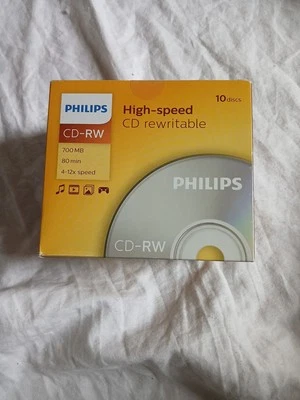 PHILIPS
CD-RW
700 MB
80 min
4-12x speed
High-speed
CD rewritable
10 discs
PHILIPS
CD-RW